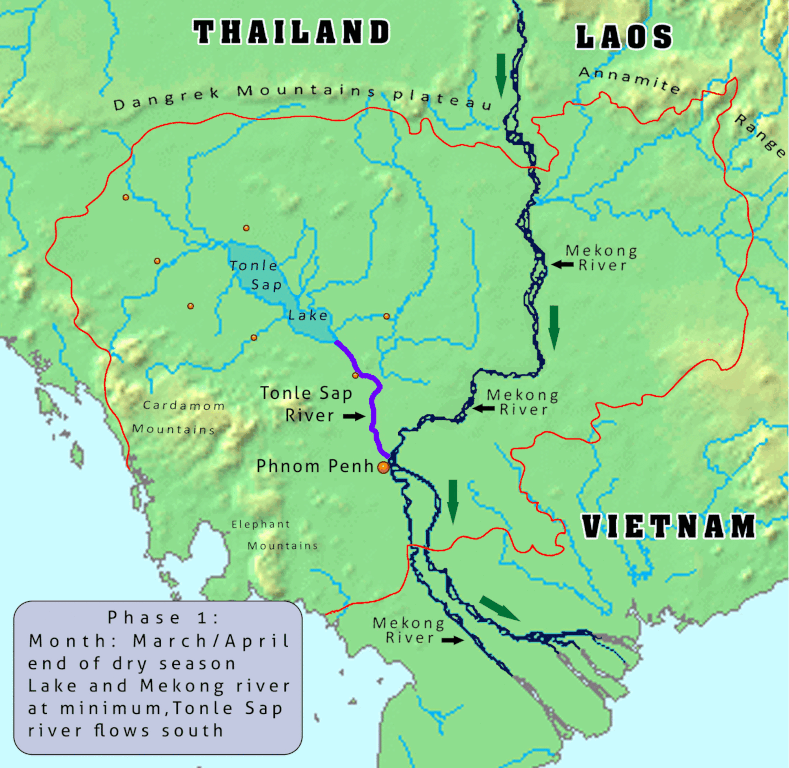 THAILAND
LAOS
Annamite
Range
Dangrek Mountains plateau
Mekong
River
Tonle
Sap
Lake
Tonle Sap
River
Mekong
River
Cardamom
Mountains
Phnom Penh
Elephant
Mountains
VIETNAM
Mekong
River
Phase 1:
Month: March/April
end of dry season
Lake and Mekong river
at minimum,Tonle Sap
river flows south